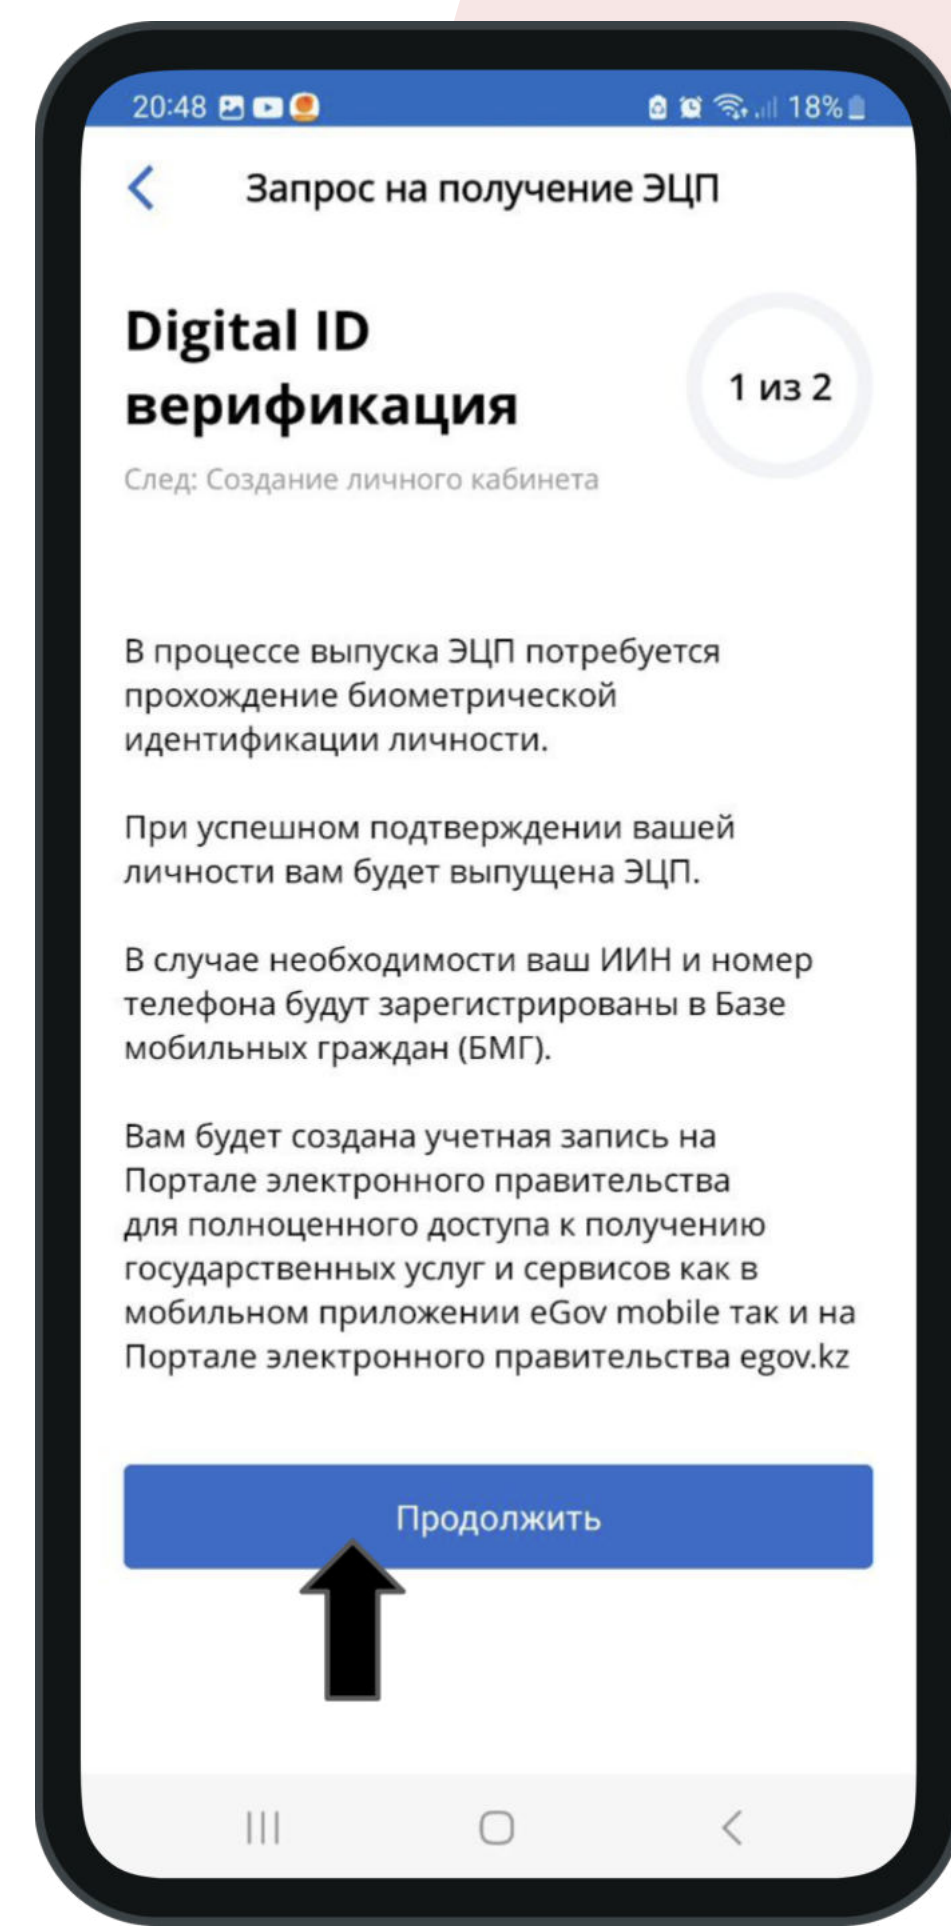 20:48
18%
Запрос на получение ЭЦП
Digital ID
верификация
1 из 2
След: Создание личного кабинета
В процессе выпуска ЭЦП потребуется
прохождение биометрической
идентификации личности.
При успешном подтверждении вашей
личности вам будет выпущена ЭЦП.
В случае необходимости ваш ИИН и номер
телефона будут зарегистрированы в Базе
мобильных граждан (БМГ).
Вам будет создана учетная запись на
Портале электронного правительства
для полноценного доступа к получению
государственных услуг и сервисов как в
мобильном приложении eGov mobile так и на
Портале электронного правительства egov.kz
Продолжить